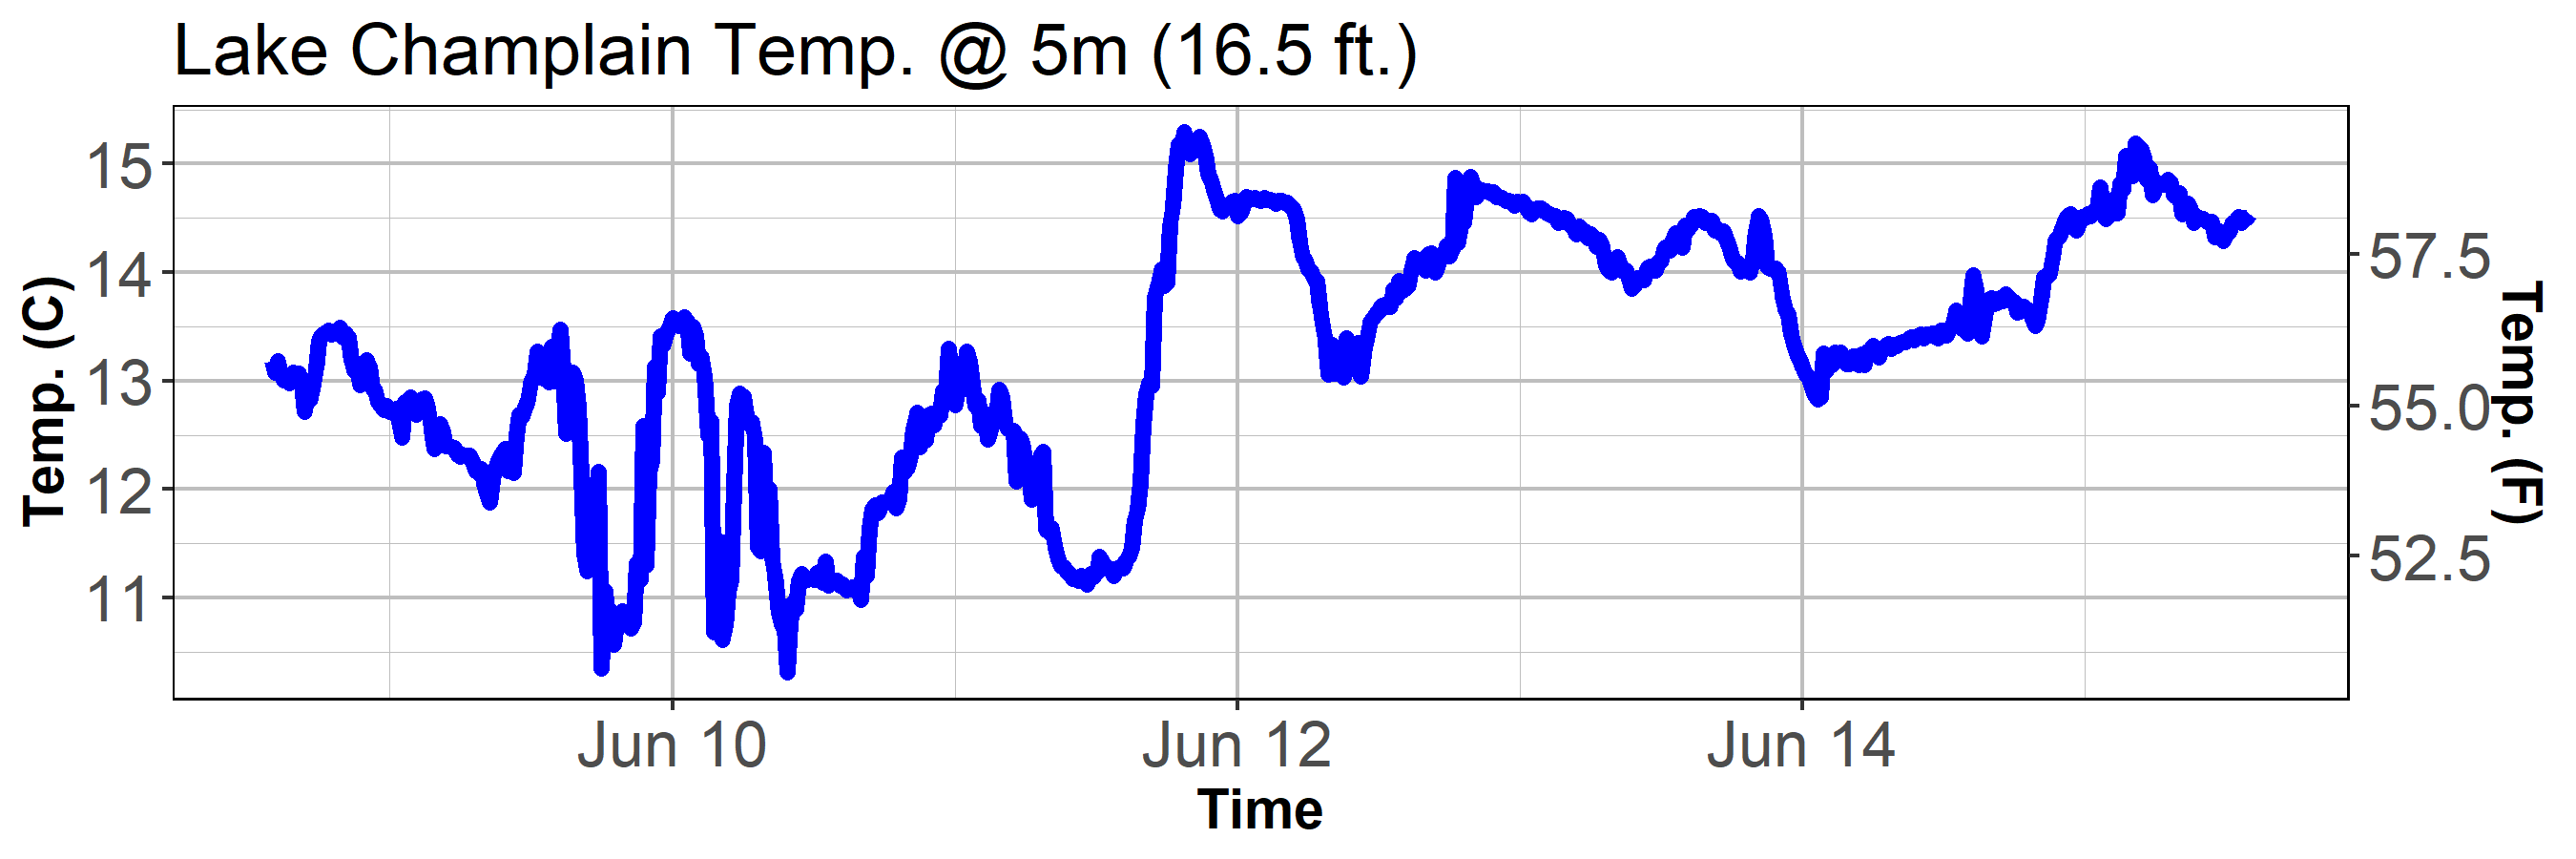 Lake Champlain Temp. @ 5m (16.5 ft.)
Temp. (C)
15
14
13
12
11
57.5
55.0
52.5
Temp. (F)
Jun 10 Jun 12 Jun 14
Time